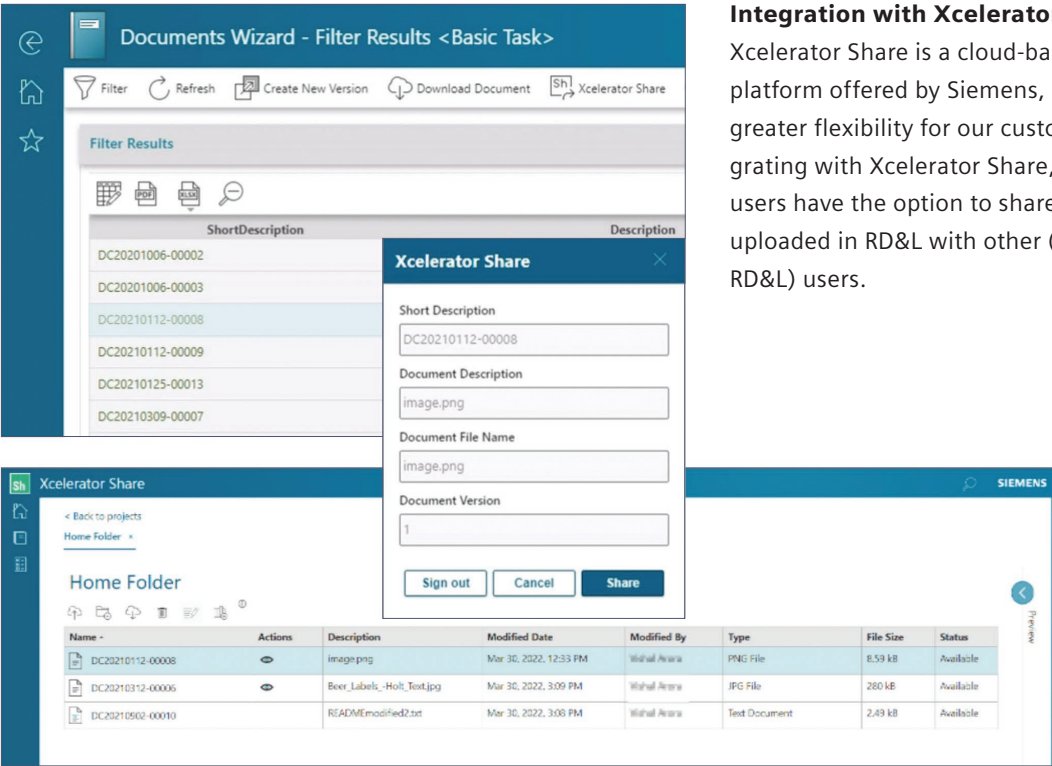 Documents Wizard - Filter Results <Basic Task>
Filter Refresh Create New Version Download Document Sh Xcelerator Share
Filter Results
PDF XLSX
ShortDescription Description
DC20201006-00002
DC20201006-00003
DC20210112-00008
DC20210112-00009
DC20210125-00013
DC20210309-00007
Xcelerator Share
Short Description
DC20210112-00008
Document Description
image.png
Document File Name
image.png
Document Version
1
Sign out Cancel Share
Integration with Xcelerato
Xcelerator Share is a cloud-ba
platform offered by Siemens,
greater flexibility for our custo
grating with Xcelerator Share,
users have the option to share
uploaded in RD&L with other (
RD&L) users.
Sh Xcelerator Share SIEMENS
< Back to projects
Home Folder ×
Home Folder
Preview
Name Actions Description Modified Date Modified By Type File Size Status
DC20210112-00008 image.png Mar 30, 2022, 12:33 PM PNG File 8.59 kB Available
DC20210312-00006 Beer_Labels_-Holt_Text.jpg Mar 30, 2022, 3:09 PM JPG File 280 kB Available
DC20210902-00010 READMEmodified2.txt Mar 30, 2022, 3:08 PM Text Document 2.49 kB Available